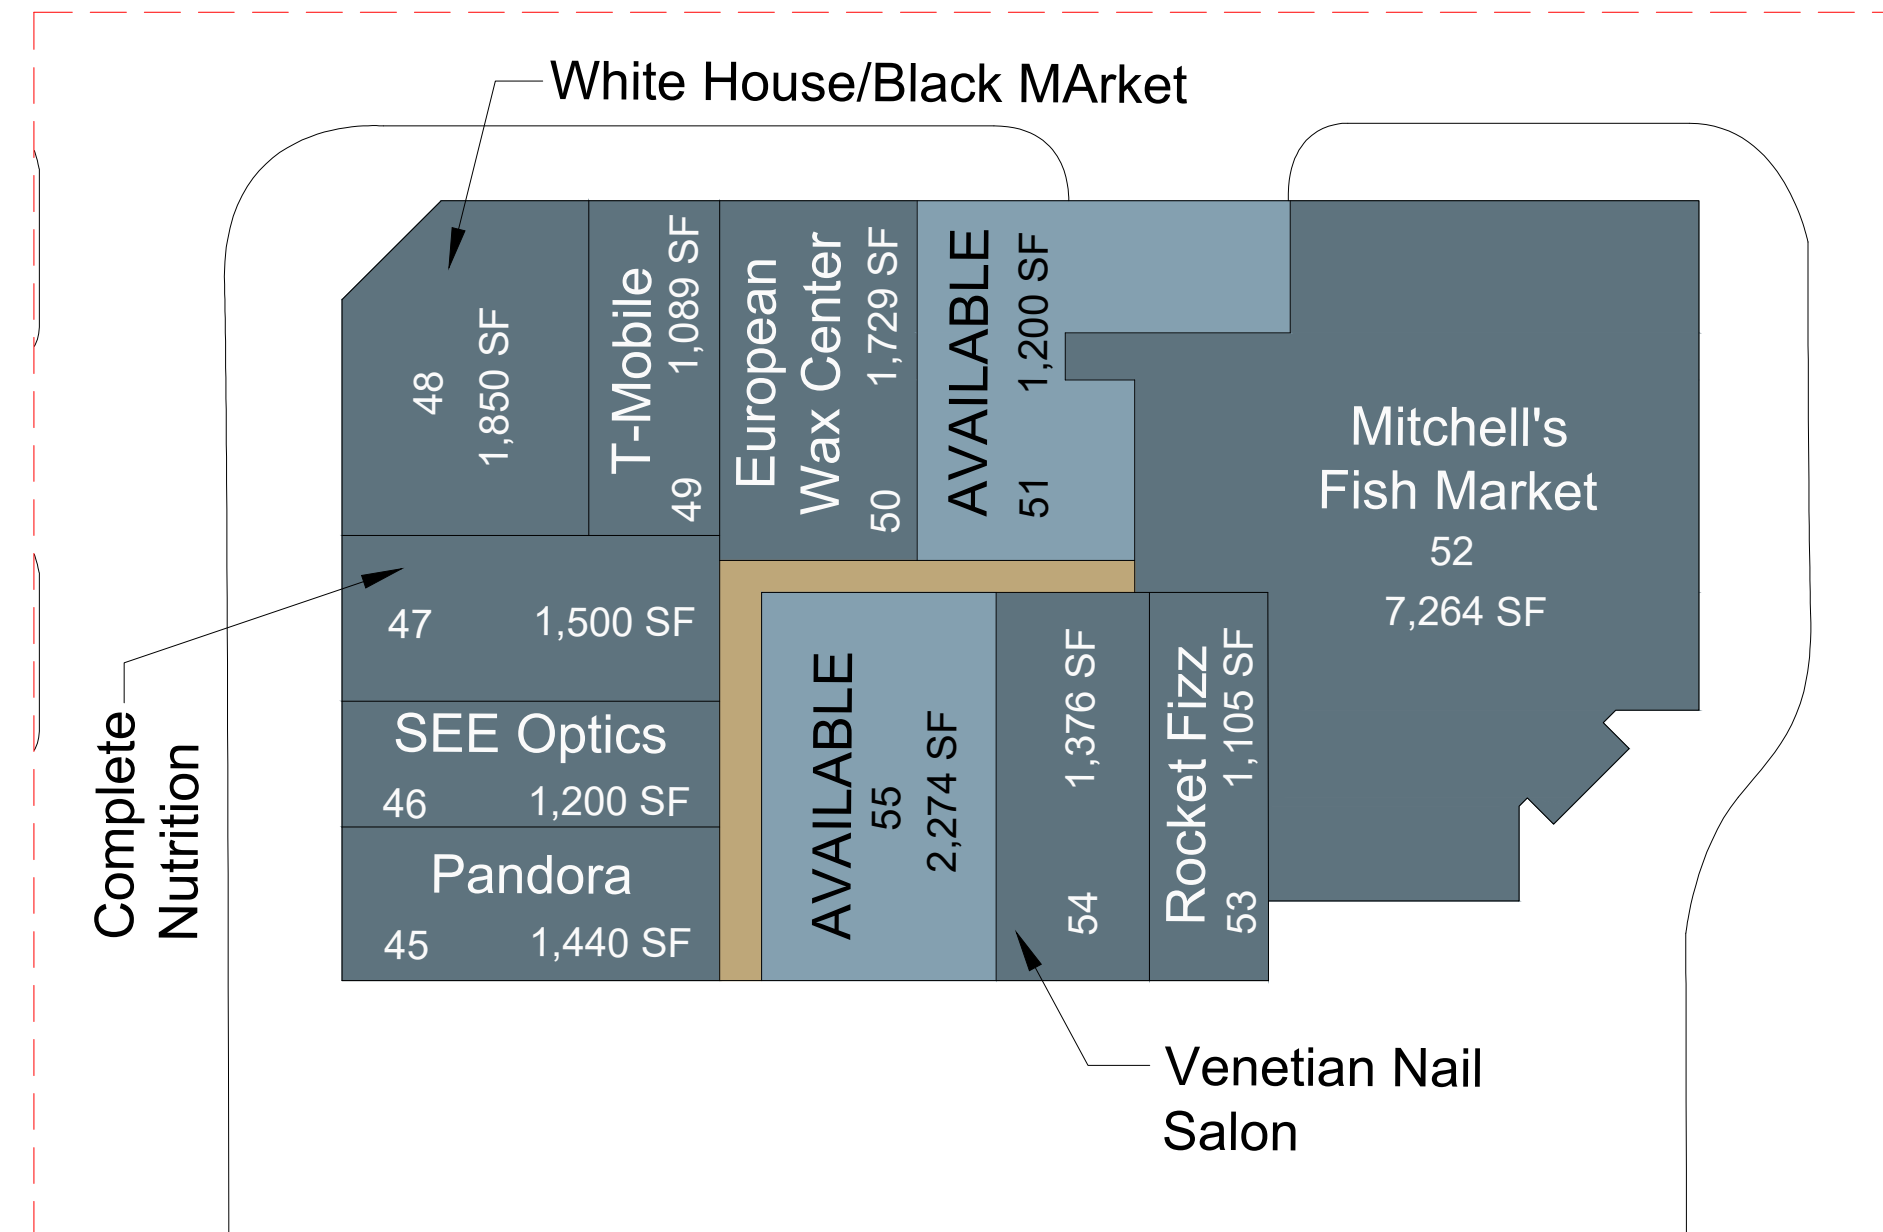 White House/Black MArket
48
1,850 SF
T-Mobile
49 1,089 SF
European
Wax Center
50 1,729 SF
AVAILABLE
51 1,200 SF
Mitchell's
Fish Market
52
7,264 SF
47 1,500 SF
Complete
Nutrition
SEE Optics
46 1,200 SF
Pandora
45 1,440 SF
AVAILABLE
55
2,274 SF
54 1,376 SF
Rocket Fizz
53 1,105 SF
Venetian Nail
Salon